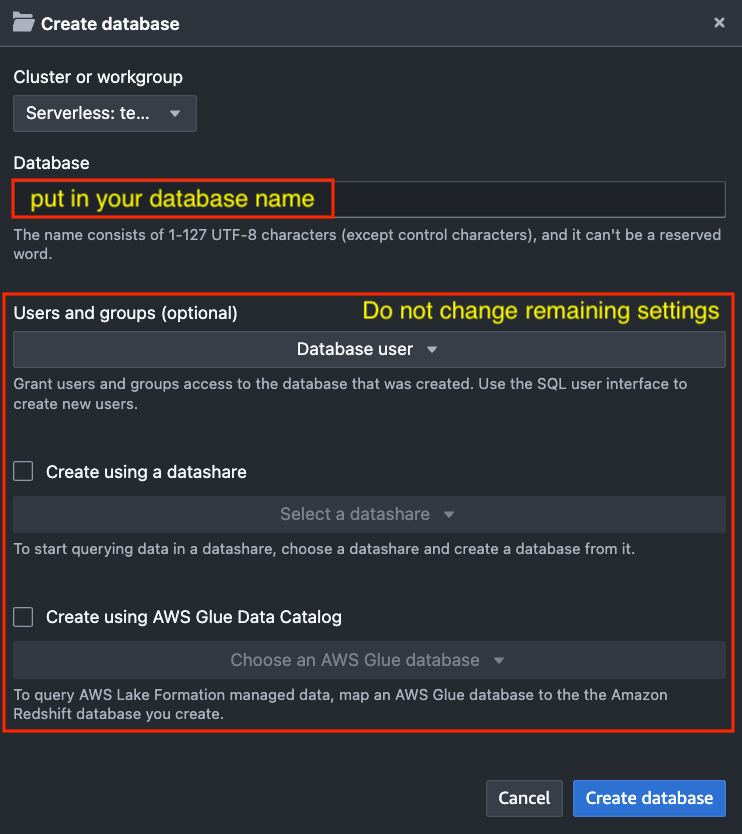 Create database
Cluster or workgroup
Serverless: te...
Database
put in your database name
The name consists of 1-127 UTF-8 characters (except control characters), and it can't be a reserved
word.
Users and groups (optional)
Do not change remaining settings
Database user
Grant users and groups access to the database that was created. Use the SQL user interface to
create new users.
Create using a datashare
Select a datashare
To start querying data in a datashare, choose a datashare and create a database from it.
Create using AWS Glue Data Catalog
Choose an AWS Glue database
To query AWS Lake Formation managed data, map an AWS Glue database to the the Amazon
Redshift database you create.
Cancel
Create database